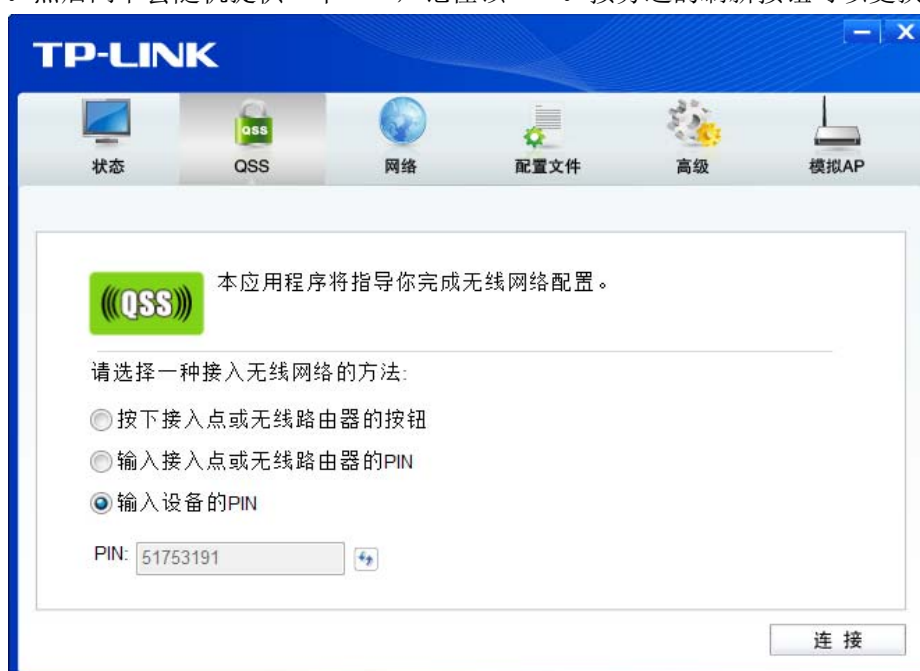 TP-LINK
状态
QSS
QSS
网络
配置文件
高级
模拟AP
QSS
本应用程序将指导你完成无线网络配置。
请选择一种接入无线网络的方法:
按下接入点或无线路由器的按钮
输入接入点或无线路由器的PIN
输入设备的PIN
PIN: 51753191
连 接